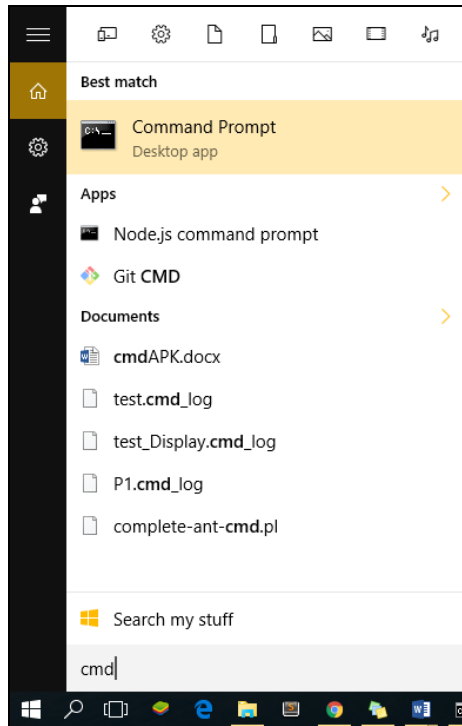 Best match
C:\_
Command Prompt
Desktop app
Apps
Node.js command prompt
Git CMD
Documents
cmdAPK.docx
test.cmd_log
test_Display.cmd_log
P1.cmd_log
complete-ant-cmd.pl
Search my stuff
cmd